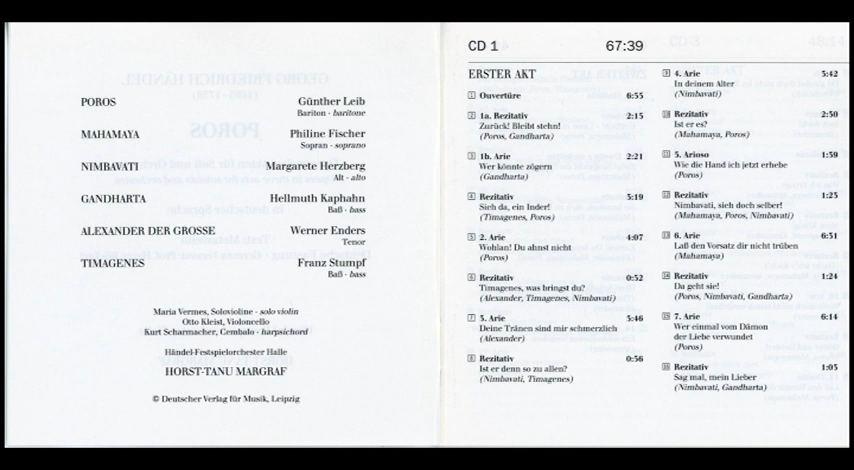 POROS Günther Leib
Bariton - baritone
MAHAMAYA Philine Fischer
Sopran - soprano
NIMBAVATI Margarete Herzberg
Alt - alto
GANDHARTA Hellmuth Kaphahn
Baß - bass
ALEXANDER DER GROSSE Werner Enders
Tenor
TIMAGENES Franz Stumpf
Baß - bass
Maria Vermes, Solovioline - solo violin
Otto Kleist, Violoncello
Kurt Scharmacher, Cembalo - harpsichord
Händel-Festspielorchester Halle
HORST-TANU MARGRAF
© Deutscher Verlag für Musik, Leipzig
CD 1 67:39
ERSTER AKT
1 Ouvertüre 6:55
2 1a. Rezitativ 2:15
Zurück! Bleibt stehn!
(Poros, Gandharta)
3 1b. Arie 2:21
Wer könnte zögern
(Gandharta)
4 Rezitativ 5:19
Sieh da, ein Inder!
(Timagenes, Poros)
5 2. Arie 4:07
Wohlan! Du ahnst nicht
(Poros)
6 Rezitativ 0:52
Timagenes, was bringst du?
(Alexander, Timagenes, Nimbavati)
7 3. Arie 5:46
Deine Tränen sind mir schmerzlich
(Alexander)
8 Rezitativ 0:56
Ist er denn so zu allen?
(Nimbavati, Timagenes)
9 4. Arie 5:42
In deinem Alter
(Nimbavati)
10 Rezitativ 2:50
Ist er es?
(Mahamaya, Poros)
11 5. Arioso 1:59
Wie die Hand ich jetzt erhebe
(Poros)
12 Rezitativ 1:25
Nimbavati, sieh doch selber!
(Mahamaya, Poros, Nimbavati)
13 6. Arie 6:51
Laß den Vorsatz dir nicht trüben
(Mahamaya)
14 Rezitativ 1:24
Da geht sie!
(Poros, Nimbavati, Gandharta)
15 7. Arie 6:14
Wer einmal vom Dämon
der Liebe verwundet
(Poros)
16 Rezitativ 1:05
Sag mal, mein Lieber
(Nimbavati, Gandharta)